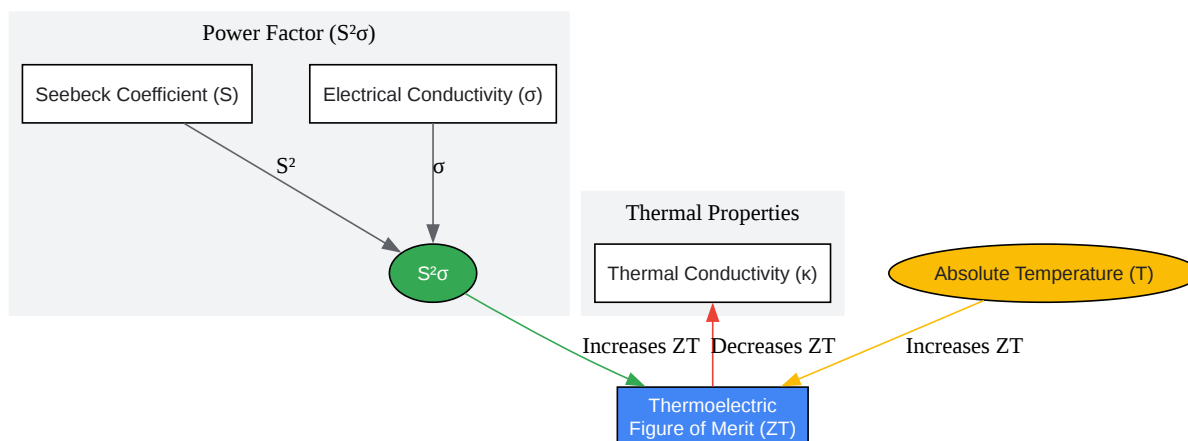 Power Factor (S²σ)
Seebeck Coefficient (S)
Electrical Conductivity (σ)
S²
σ
Thermal Properties
S²σ
Thermal Conductivity (κ)
Absolute Temperature (T)
Increases ZT
Decreases ZT
Increases ZT
Thermoelectric
Figure of Merit (ZT)